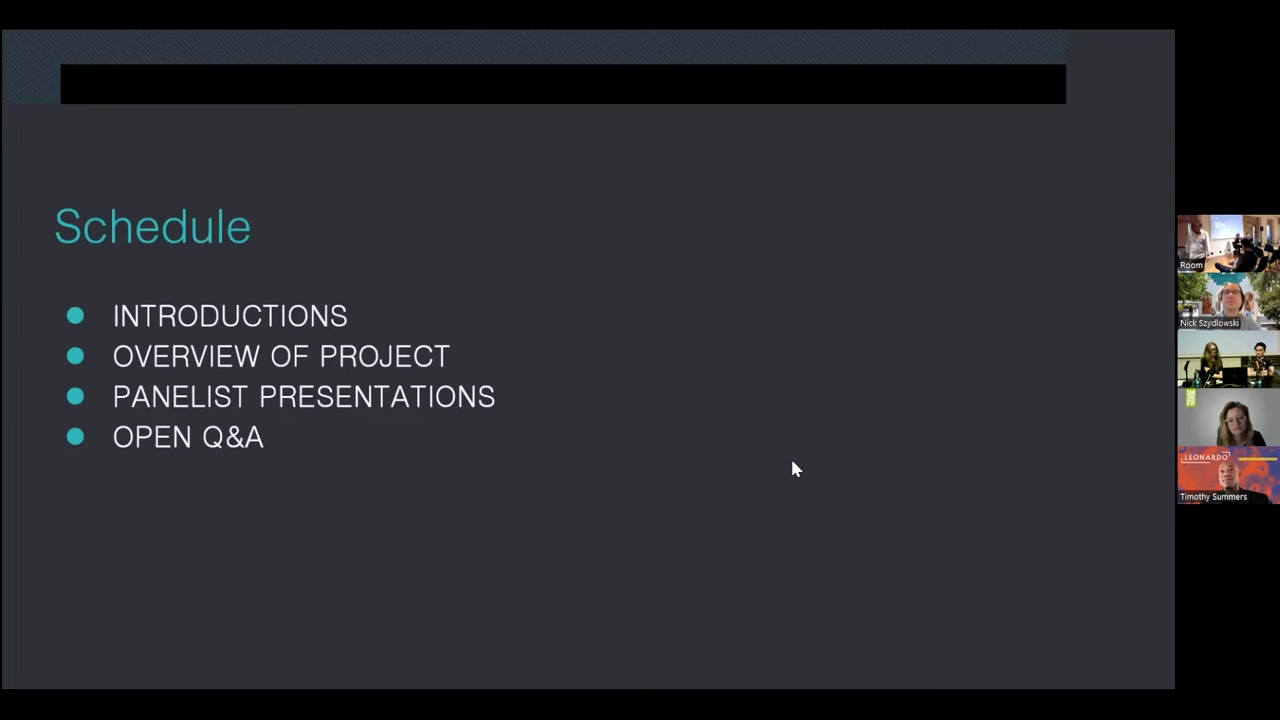 Schedule
INTRODUCTIONS
OVERVIEW OF PROJECT
PANELIST PRESENTATIONS
OPEN Q&A
Room
Nick Szydlowski
LEONARDO
Timothy Summers